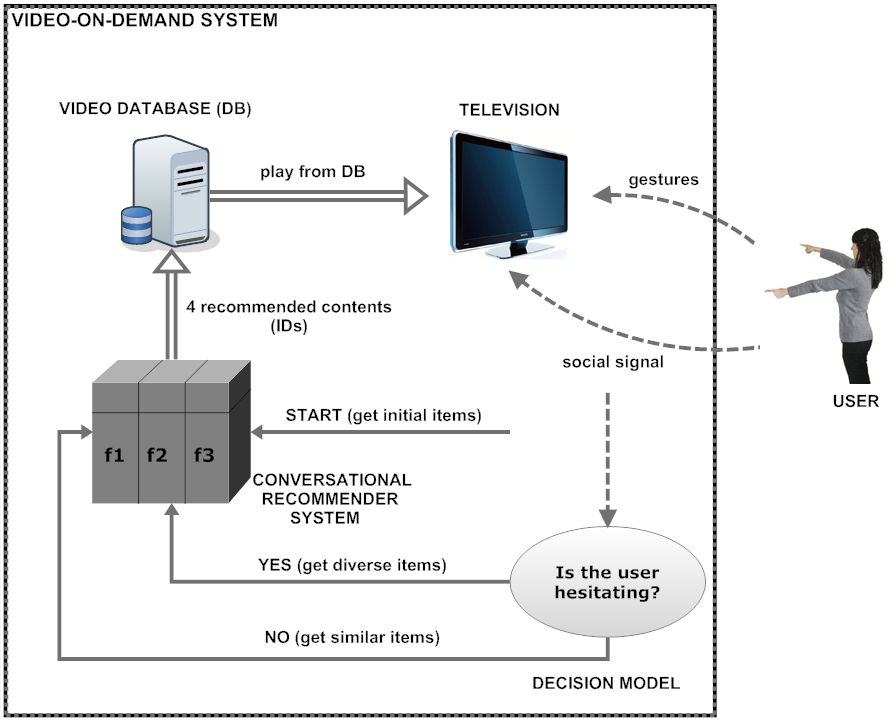 VIDEO-ON-DEMAND SYSTEM
VIDEO DATABASE (DB)
TELEVISION
play from DB
gestures
4 recommended contents
(IDs)
social signal
USER
START (get initial items)
f1 f2 f3
CONVERSATIONAL
RECOMMENDER
SYSTEM
YES (get diverse items)
Is the user
hesitating?
NO (get similar items)
DECISION MODEL